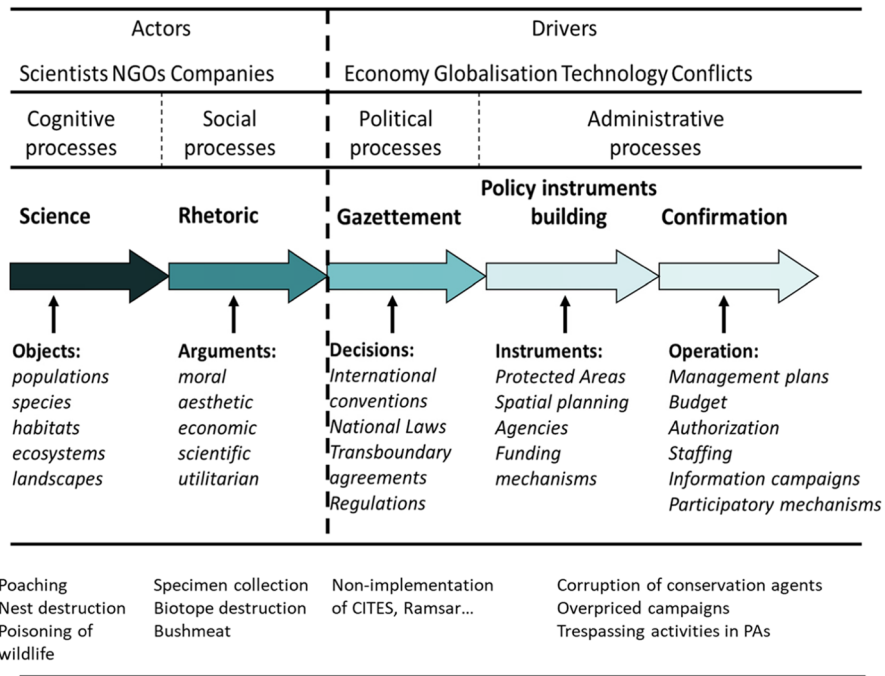 Actors
Drivers
Scientists NGOs Companies
Economy Globalisation Technology Conflicts
Cognitive
processes
Social
processes
Political
processes
Administrative
processes
Science
Rhetoric
Gazettement
Policy instruments
building
Confirmation
Objects:
populations
species
habitats
ecosystems
landscapes
Arguments:
moral
aesthetic
economic
scientific
utilitarian
Decisions:
International
conventions
National Laws
Transboundary
agreements
Regulations
Instruments:
Protected Areas
Spatial planning
Agencies
Funding
mechanisms
Operation:
Management plans
Budget
Authorization
Staffing
Information campaigns
Participatory mechanisms
Poaching
Nest destruction
Poisoning of
wildlife
Specimen collection
Biotope destruction
Bushmeat
Non-implementation
of CITES, Ramsar...
Corruption of conservation agents
Overpriced campaigns
Trespassing activities in PAs